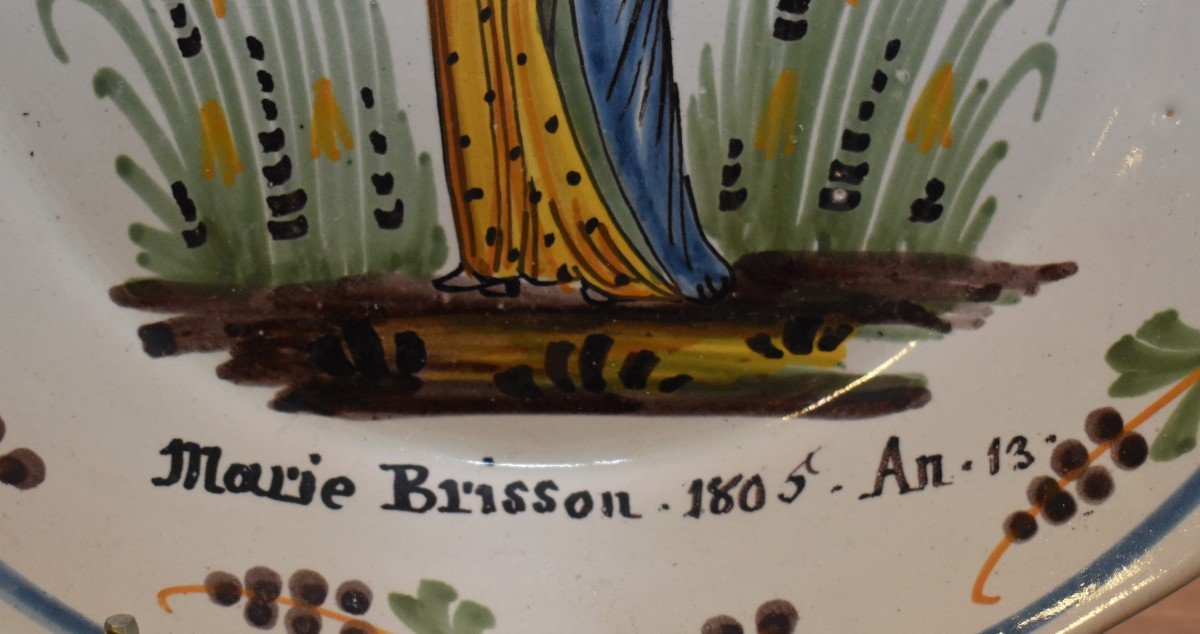 Marie Brisson. 1805. An. 13.